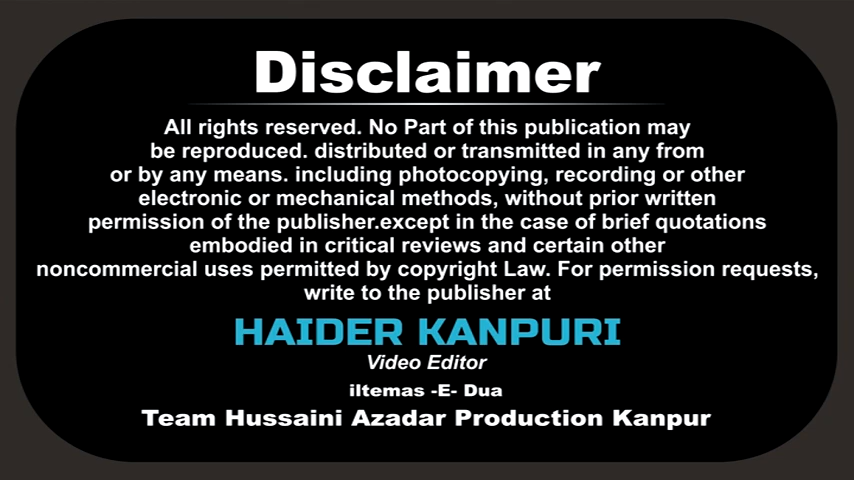 Disclaimer
All rights reserved. No Part of this publication may
be reproduced. distributed or transmitted in any from
or by any means. including photocopying, recording or other
electronic or mechanical methods, without prior written
permission of the publisher.except in the case of brief quotations
embodied in critical reviews and certain other
noncommercial uses permitted by copyright Law. For permission requests,
write to the publisher at
HAIDER KANPURI
Video Editor
iltemas -E- Dua
Team Hussaini Azadar Production Kanpur